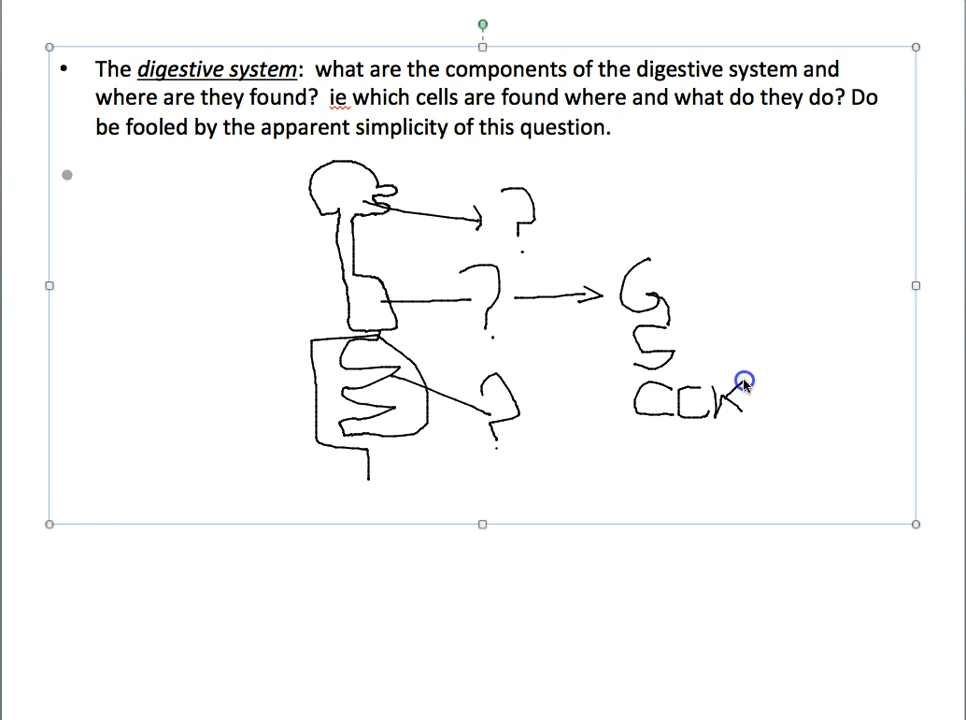 • The digestive system: what are the components of the digestive system and
where are they found? ie which cells are found where and what do they do? Do
be fooled by the apparent simplicity of this question.
?
? G
S
CCK
?